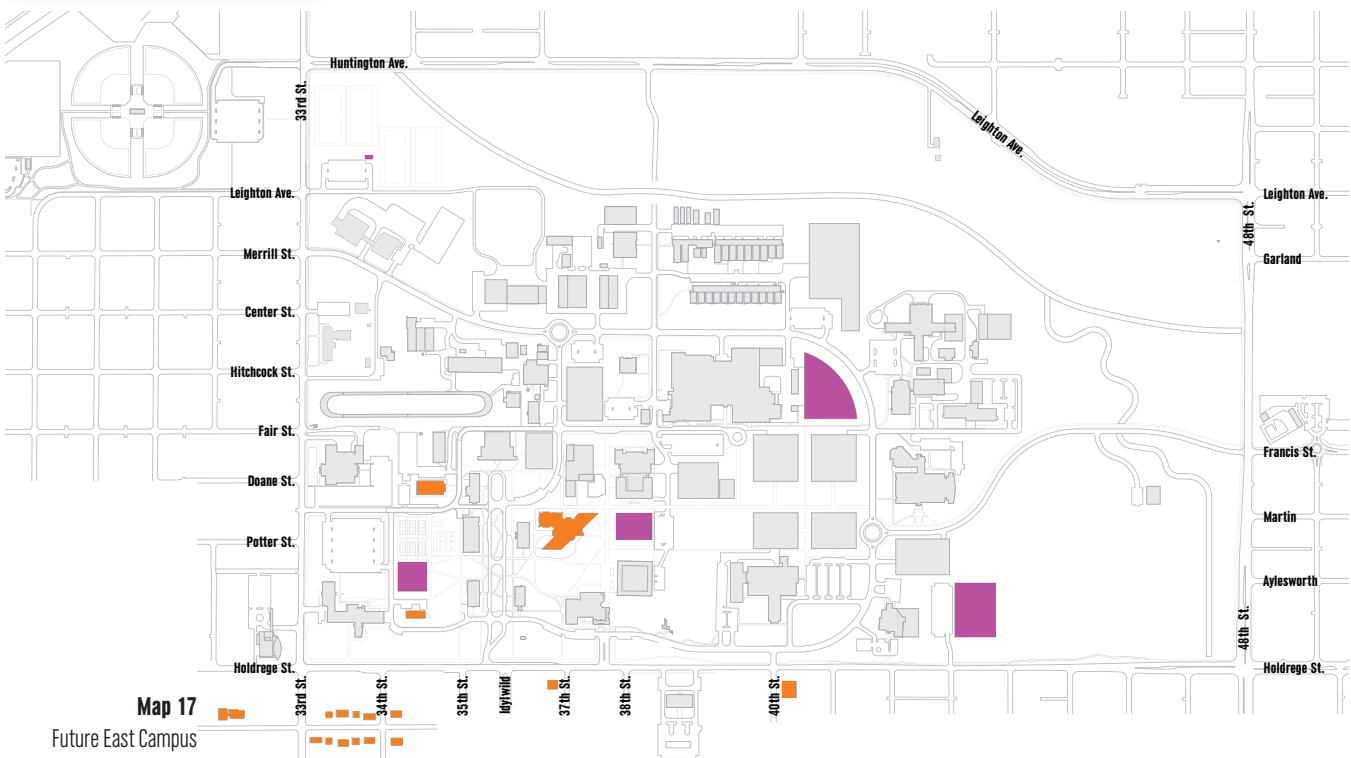 Huntington Ave.
33rd St.
Leighton Ave.
Leighton Ave.
Leighton Ave.
48th St.
Merrill St.
Garland
Center St.
Hitchcock St.
Fair St.
Francis St.
Doane St.
Martin
Potter St.
Aylesworth
48th St.
Holdrege St.
Holdrege St.
33rd St.
34th St.
35th St.
Idylwild
37th St.
38th St.
40th St.
Map 17
Future East Campus